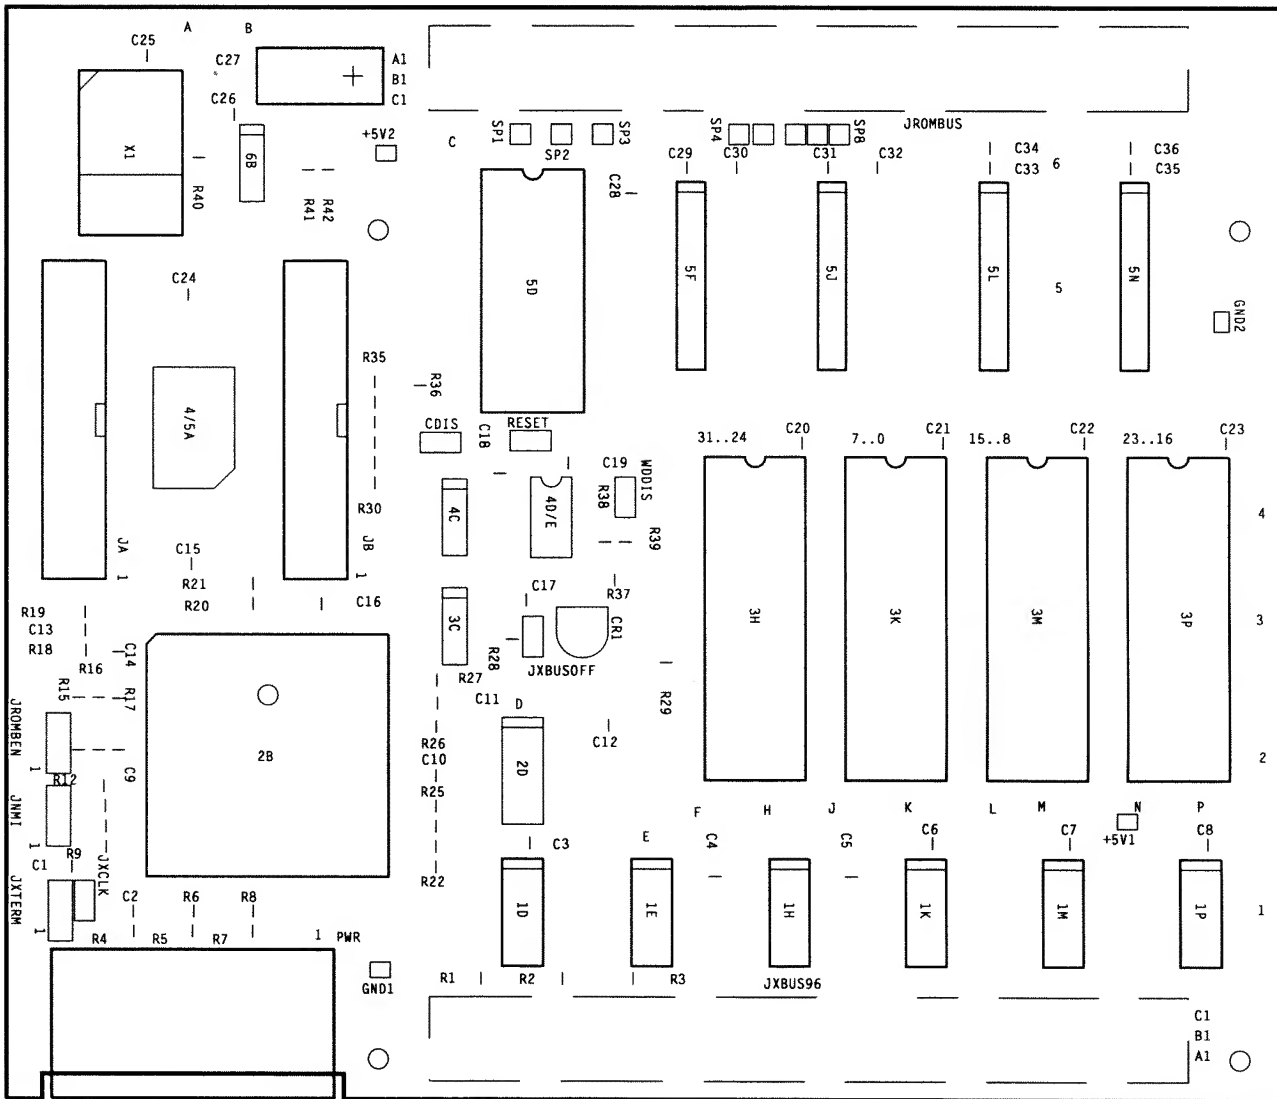 A
B
C25
C27
A1
B1
C1
C26
+5V2
X1
6B
R40
R41
R42
C
SP1
SP2
SP3
SP4
SP8
JROMBUS
C29
C30
C31
C32
C34
C33
6
C36
C35
C28
5D
5F
5J
5L
5
5N
GND2
C24
R35
R36
4/5A
CDIS
C18
RESET
31..24
C20
7..0
C21
15..8
C22
23..16
C23
C19
WDDIS
R38
4C
4D/E
R30
R39
4
JA
1
C15
JB
1
R21
R20
C16
C17
R37
R19
C13
R18
C14
R16
3C
CR1
R28
JXBUSOFF
3H
3K
3M
3P
3
R15
R17
R27
C11
D
R29
JROMBEN
1
2B
R26
C10
C12
2D
2
R12
C9
R25
JNMI
1
F
H
J
K
L
M
N
P
+5V1
C1
R9
JXCLK
R22
C3
E
C4
C5
C6
C7
C8
JXTERM
1
C2
R6
R8
1D
1E
1H
1K
1M
1P
1
R4
R5
R7
1
PWR
GND1
R1
R2
R3
JXBUS96
C1
B1
A1